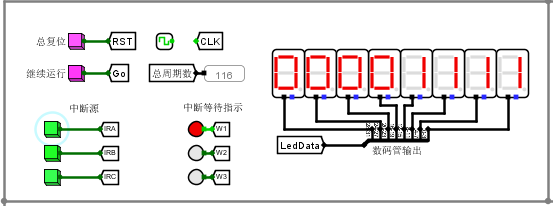 总复位 RST CLK
继续运行 Go 总周期数 116
00001111
中断源 中断等待指示
IRA W1
IRB W2
IRC W3
LedData 数码管输出